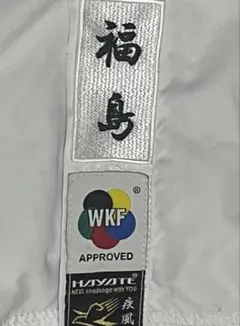 福島
®
WKF
APPROVED
HAYATE®
NEXT challenge with YOU
疾風